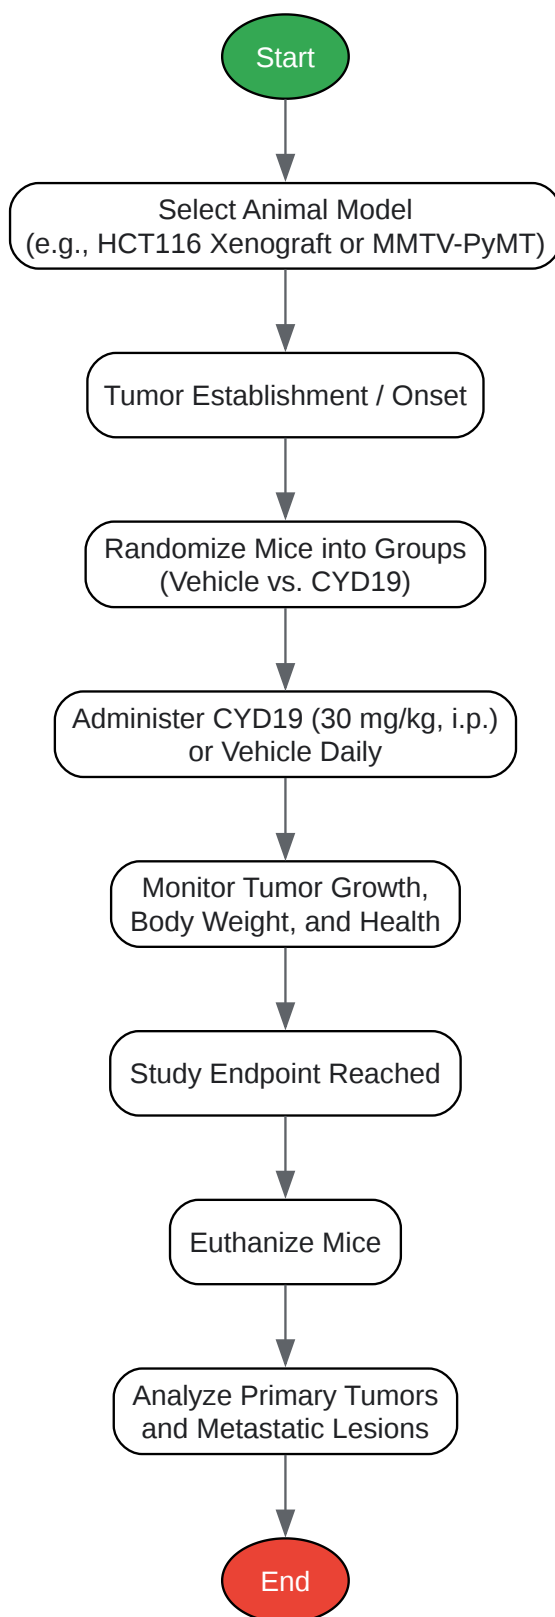 Start
Select Animal Model
(e.g., HCT116 Xenograft or MMTV-PyMT)
Tumor Establishment / Onset
Randomize Mice into Groups
(Vehicle vs. CYD19)
Administer CYD19 (30 mg/kg, i.p.)
or Vehicle Daily
Monitor Tumor Growth,
Body Weight, and Health
Study Endpoint Reached
Euthanize Mice
Analyze Primary Tumors
and Metastatic Lesions
End